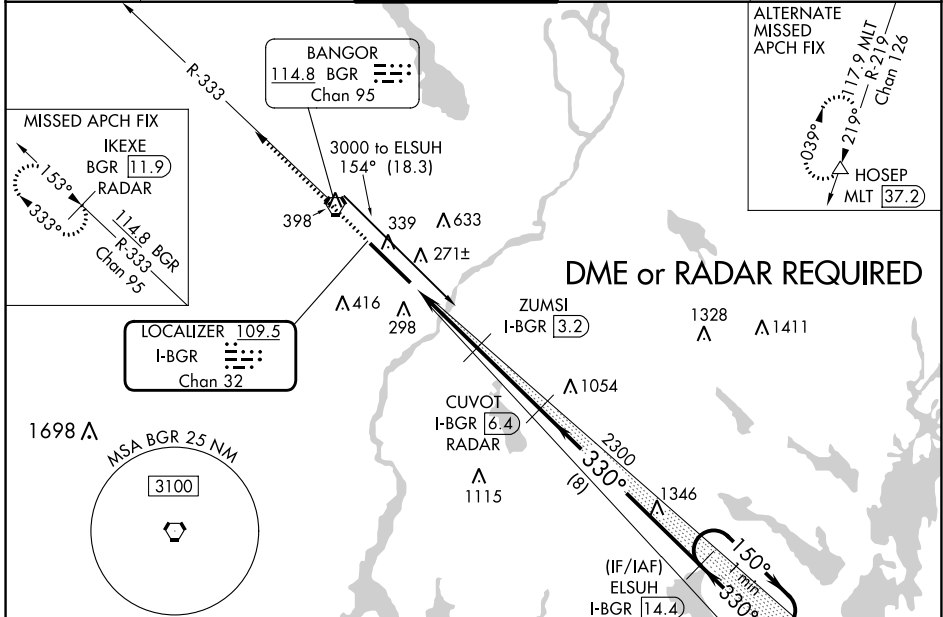 R-333
BANGOR
114.8 BGR
Chan 95
ALTERNATE
MISSED
APCH FIX
117.9 MLT
R-219
Chan 126
039°
219°
HOSEP
MLT 37.2
MISSED APCH FIX
IKEXE
BGR 11.9
RADAR
153°
333°
114.8 BGR
R-333
Chan 95
3000 to ELSUH
154° (18.3)
398
339
633
271±
DME or RADAR REQUIRED
416
298
ZUMSI
I-BGR 3.2
1328
1411
LOCALIZER 109.5
I-BGR
Chan 32
1054
CUVOT
I-BGR 6.4
RADAR
1698
MSA BGR 25 NM
3100
2300
330°
(8)
1115
1346
150°
1 min
330°
(IF/IAF)
ELSUH
I-BGR 14.4